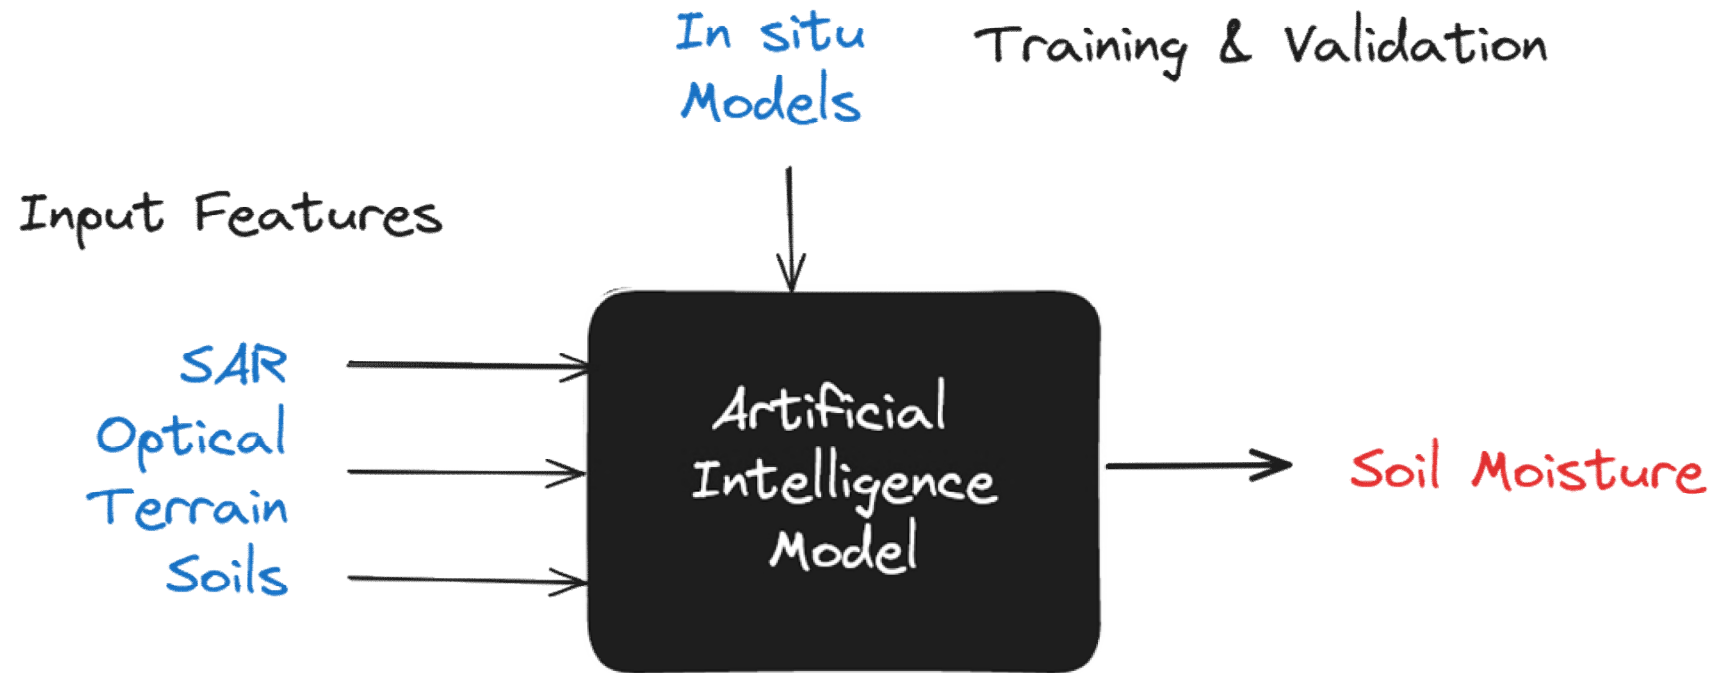 In situ
Models
Training & Validation
Input Features
SAR
Optical
Terrain
Soils
Artificial
Intelligence
Model
Soil Moisture